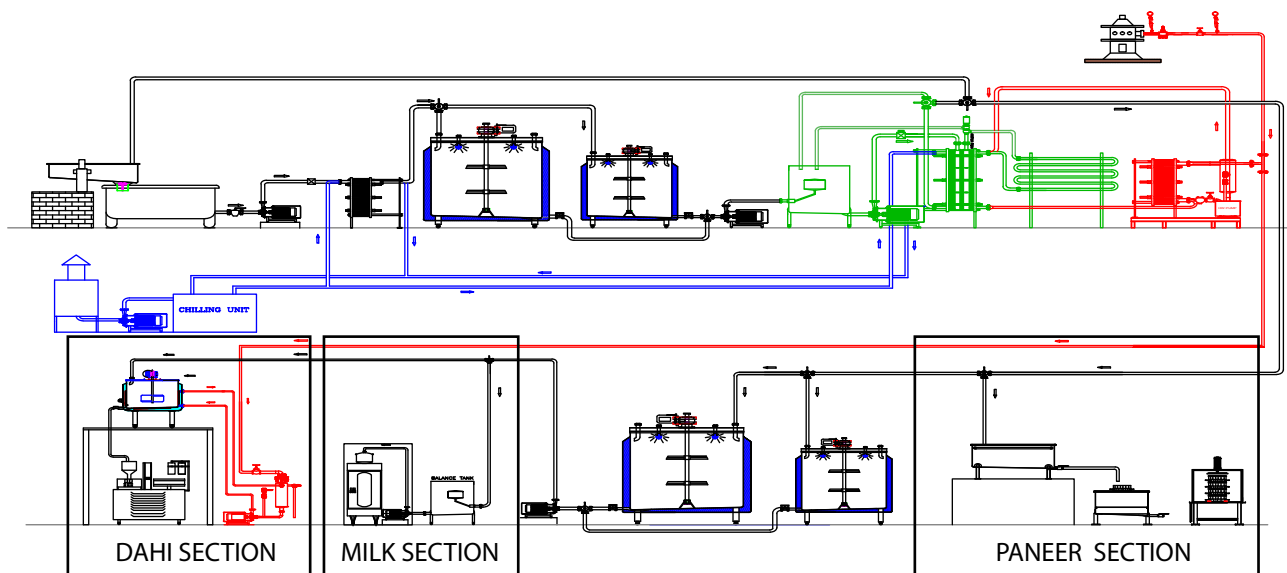 CHILLING UNIT
BALANCE TANK
DAHI SECTION
MILK SECTION
PANEER SECTION